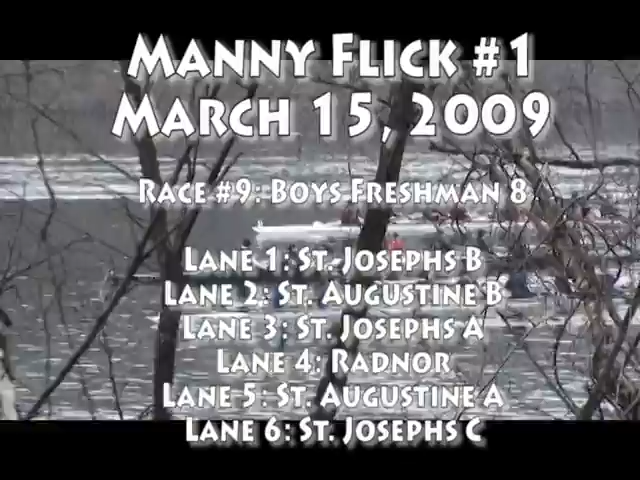 Manny Flick #1
March 15, 2009
Race #9: Boys Freshman 8
Lane 1: St. Josephs B
Lane 2: St. Augustine B
Lane 3: St. Josephs A
Lane 4: Radnor
Lane 5: St. Augustine A
Lane 6: St. Josephs C